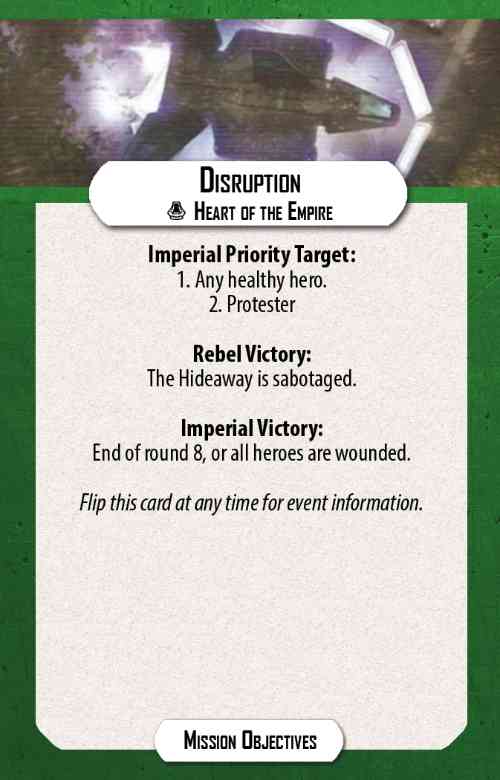 Disruption
Heart of the Empire
Imperial Priority Target:
1. Any healthy hero.
2. Protester
Rebel Victory:
The Hideaway is sabotaged.
Imperial Victory:
End of round 8, or all heroes are wounded.
Flip this card at any time for event information.
Mission Objectives